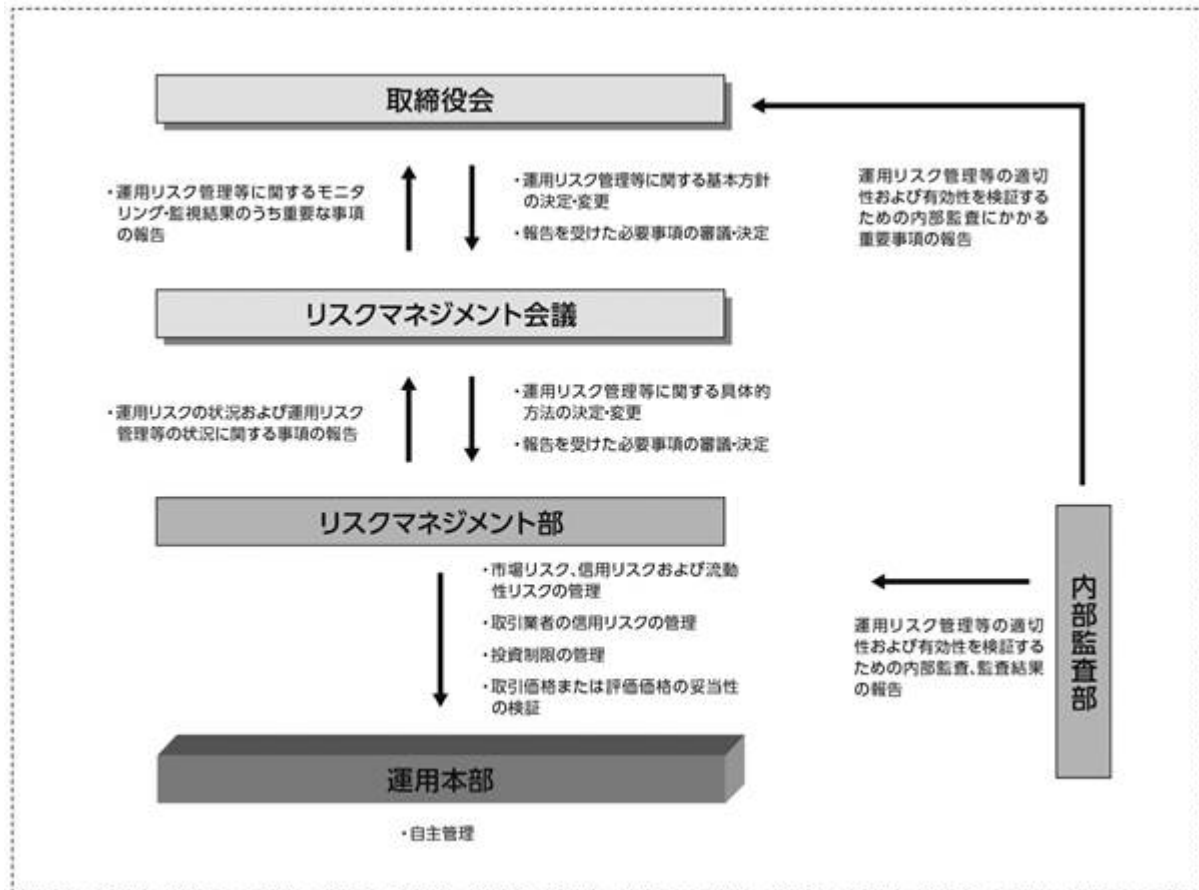 取締役会
・運用リスク管理等に関するモニタ
リング・監視結果のうち重要な事項
の報告
・運用リスク管理等に関する基本方針
の決定・変更
・報告を受けた必要事項の審議・決定
運用リスク管理等の適切
性および有効性を検証する
ための内部監査にかかる
重要事項の報告
リスクマネジメント会議
・運用リスクの状況および運用リスク
管理等の状況に関する事項の報告
・運用リスク管理等に関する具体的
方法の決定・変更
・報告を受けた必要事項の審議・決定
リスクマネジメント部
・市場リスク、信用リスクおよび流動
性リスクの管理
・取引業者の信用リスクの管理
・投資制限の管理
・取引価格または評価価格の妥当性
の検証
運用リスク管理等の適切
性および有効性を検証する
ための内部監査、監査結果
の報告
内部監査部
運用本部
・自主管理